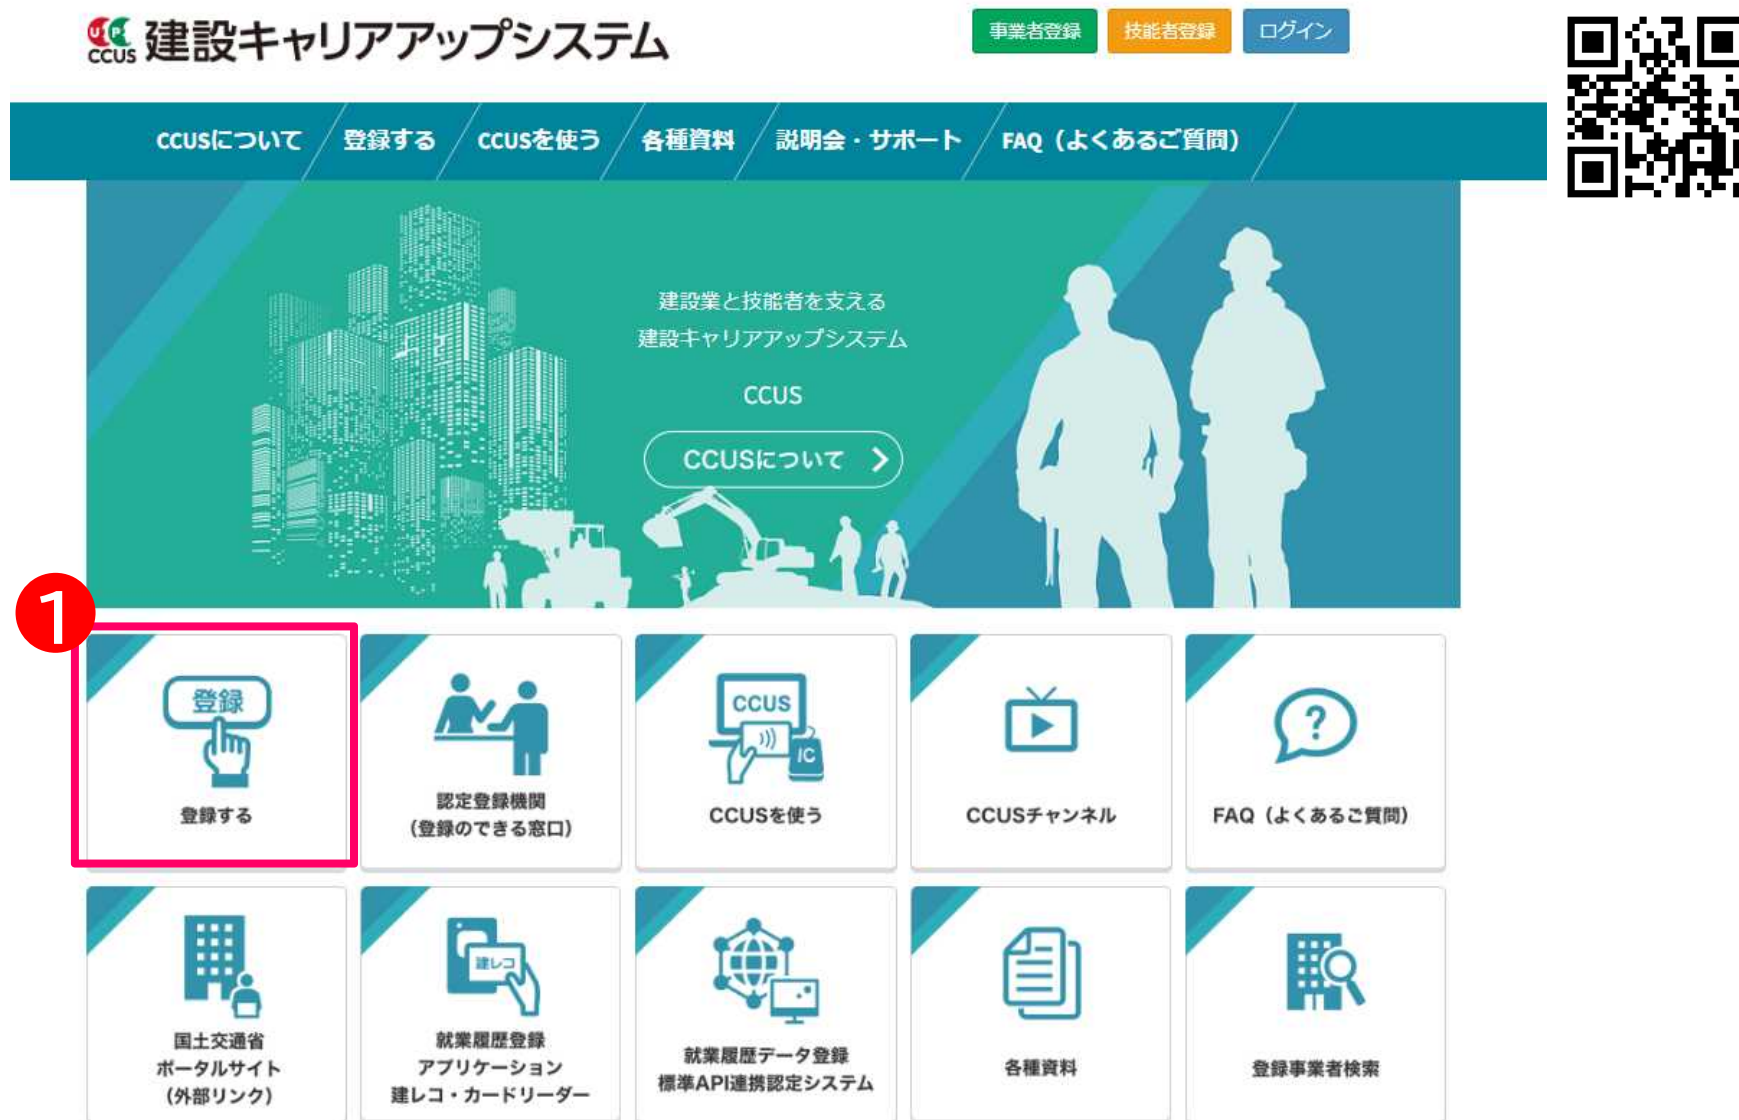 UPC
CCUS 建設キャリアアップシステム
事業者登録 技能者登録 ログイン
CCUSについて 登録する CCUSを使う 各種資料 説明会・サポート FAQ（よくあるご質問）
建設業と技能者を支える
建設キャリアアップシステム
CCUS
CCUSについて
1
登録
登録する
認定登録機関
（登録のできる窓口）
CCUS
IC
CCUSを使う
CCUSチャンネル
?
FAQ（よくあるご質問）
国土交通省
ポータルサイト
（外部リンク）
建レコ
就業履歴登録
アプリケーション
建レコ・カードリーダー
就業履歴データ登録
標準API連携認定システム
各種資料
登録事業者検索